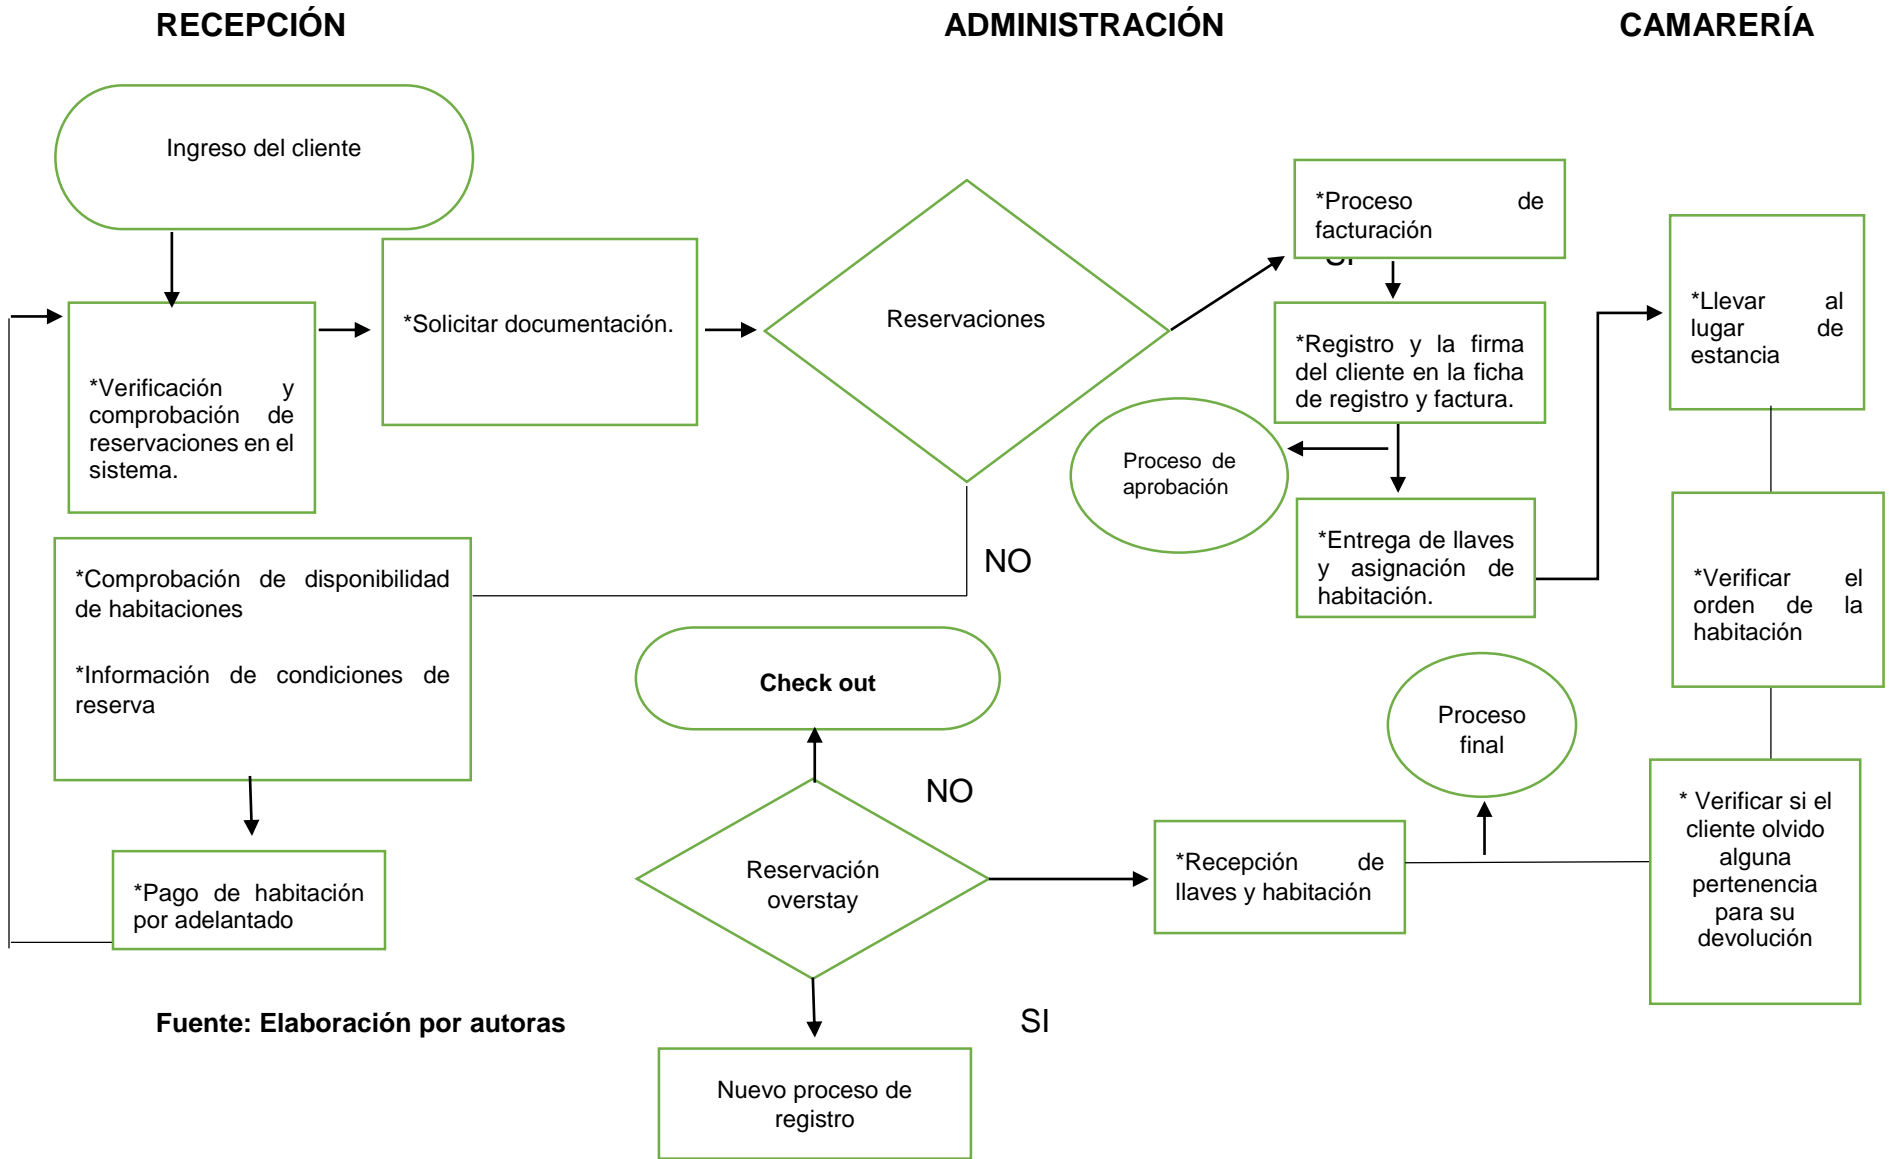 RECEPCIÓN
ADMINISTRACIÓN
CAMARERÍA
Ingreso del cliente
*Verificación y
comprobación de
reservaciones en el
sistema.
*Solicitar documentación.
Reservaciones
SI
*Proceso de
facturación
*Registro y la firma
del cliente en la ficha
de registro y factura.
Proceso de
aprobación
*Entrega de llaves
y asignación de
habitación.
*Llevar al
lugar de
estancia
*Verificar el
orden de la
habitación
* Verificar si el
cliente olvido
alguna
pertenencia
para su
devolución
NO
*Comprobación de disponibilidad
de habitaciones
*Información de condiciones de
reserva
*Pago de habitación
por adelantado
Check out
NO
Reservación
overstay
*Recepción de
llaves y habitación
Proceso
final
SI
Nuevo proceso de
registro
Fuente: Elaboración por autoras